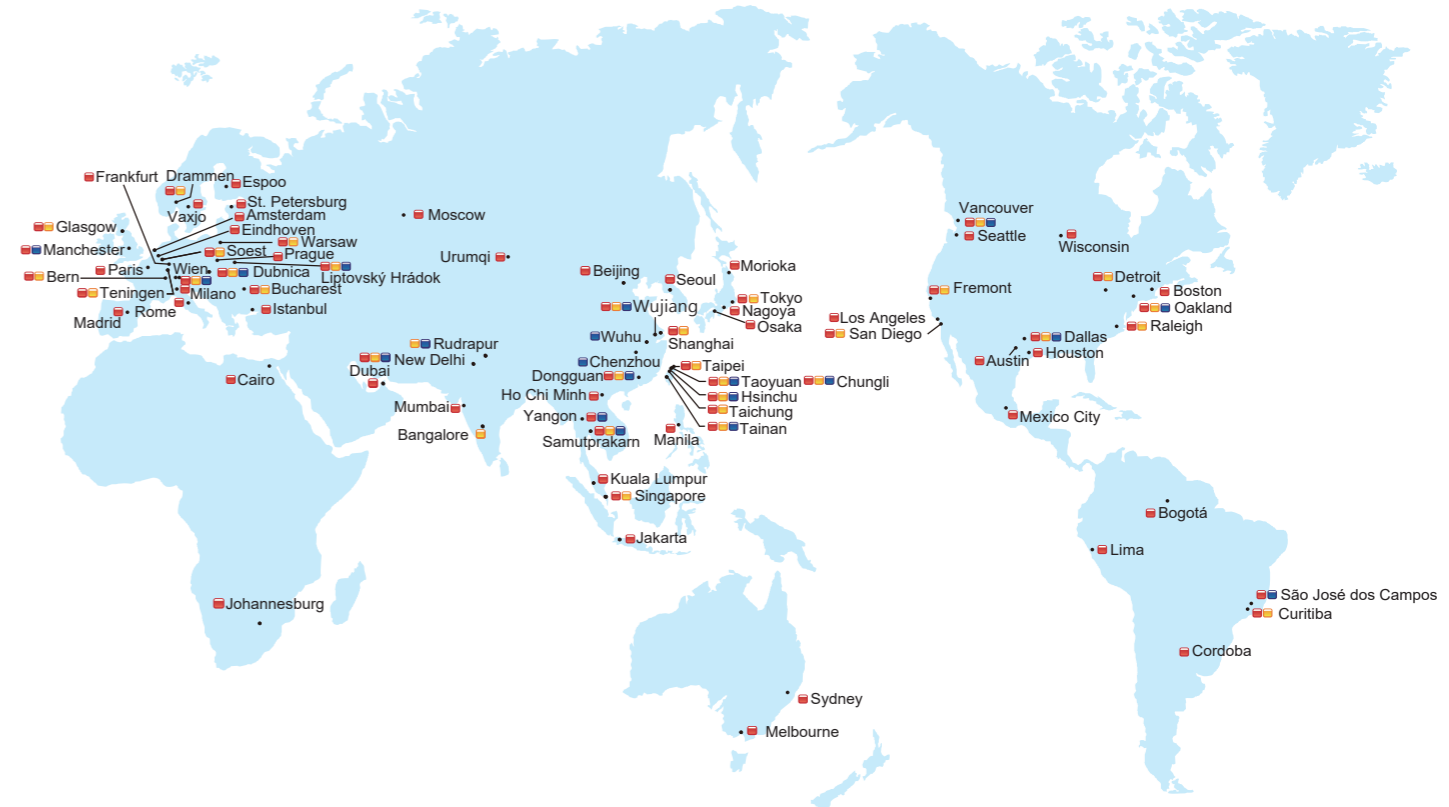 Frankfurt
Drammen
Espoo
Vaxjo
St. Petersburg
Amsterdam
Eindhoven
Moscow
Glasgow
Warsaw
Manchester
Soest
Prague
Urumqi
Paris
Wien
Dubnica
Liptovský Hrádok
Bern
Bucharest
Teningen
Milano
Rome
Istanbul
Madrid
Cairo
Johannesburg
Rudrapur
New Delhi
Dubai
Mumbai
Bangalore
Beijing
Seoul
Morioka
Tokyo
Nagoya
Osaka
Wujiang
Shanghai
Wuhu
Chenzhou
Dongguan
Taipei
Taoyuan
Chungli
Hsinchu
Taichung
Tainan
Ho Chi Minh
Yangon
Samutprakarn
Manila
Kuala Lumpur
Singapore
Jakarta
Sydney
Melbourne
Vancouver
Seattle
Wisconsin
Fremont
Detroit
Boston
Oakland
Raleigh
Los Angeles
San Diego
Dallas
Houston
Austin
Mexico City
Bogotá
Lima
São José dos Campos
Curitiba
Cordoba